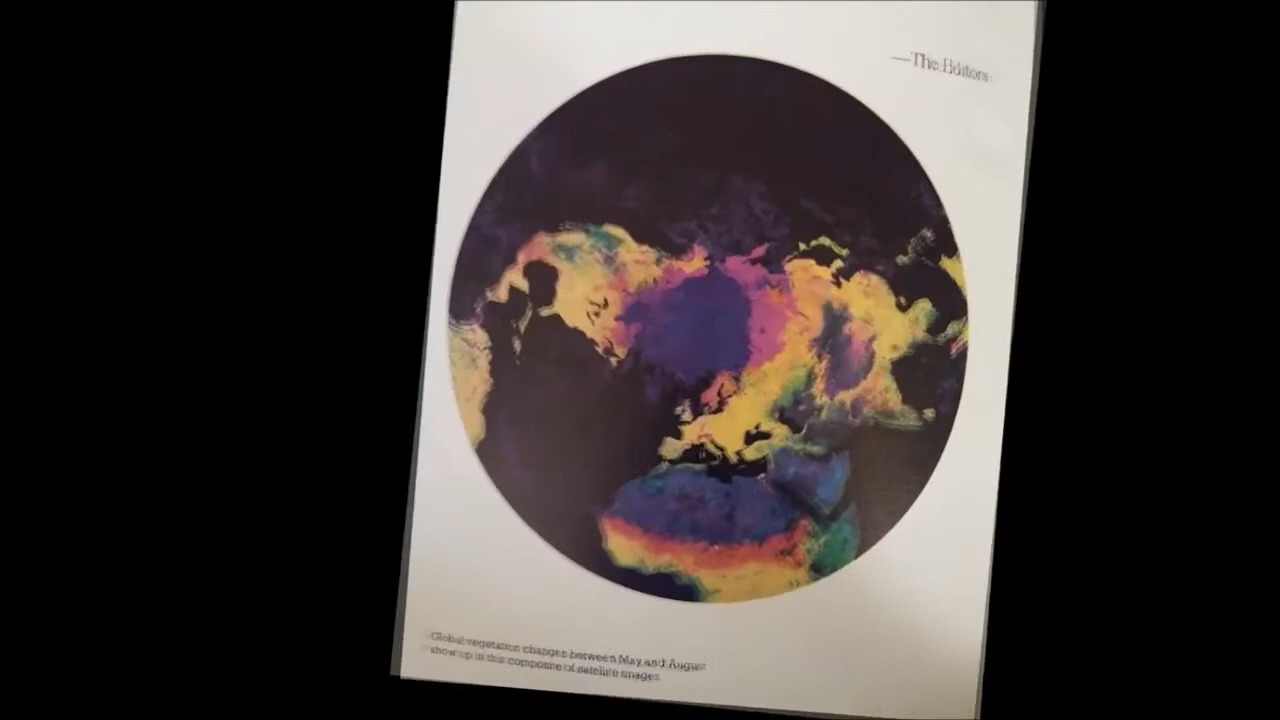 —The Editors
Global vegetation changes between May and August
show up in this composite of satellite images.